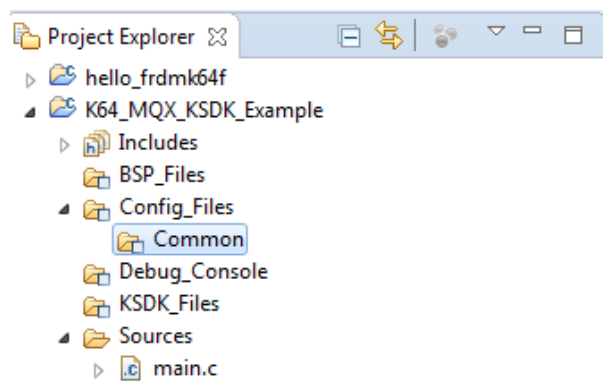 Project Explorer
hello_frdmk64f
K64_MQX_KSDK_Example
Includes
BSP_Files
Config_Files
Common
Debug_Console
KSDK_Files
Sources
main.c